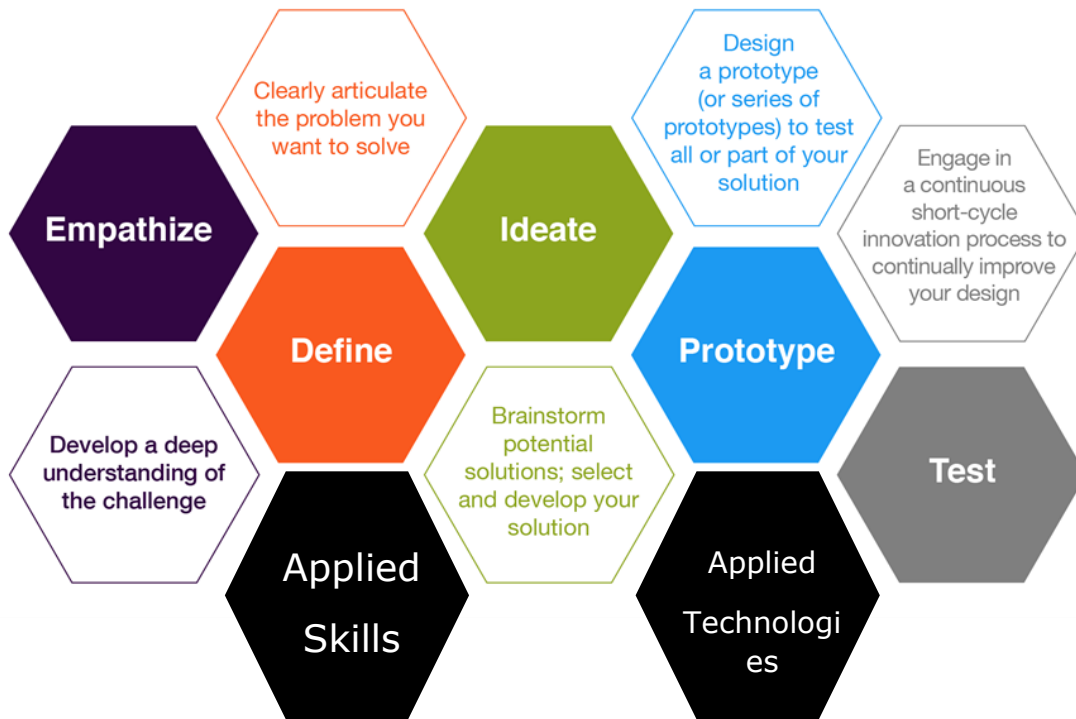 Empathize
Develop a deep
understanding of
the challenge
Clearly articulate
the problem you
want to solve
Define
Applied
Skills
Ideate
Brainstorm
potential
solutions; select
and develop your
solution
Design
a prototype
(or series of
prototypes) to test
all or part of your
solution
Prototype
Applied
Technologi
es
Engage in
a continuous
short-cycle
innovation process to
continually improve
your design
Test